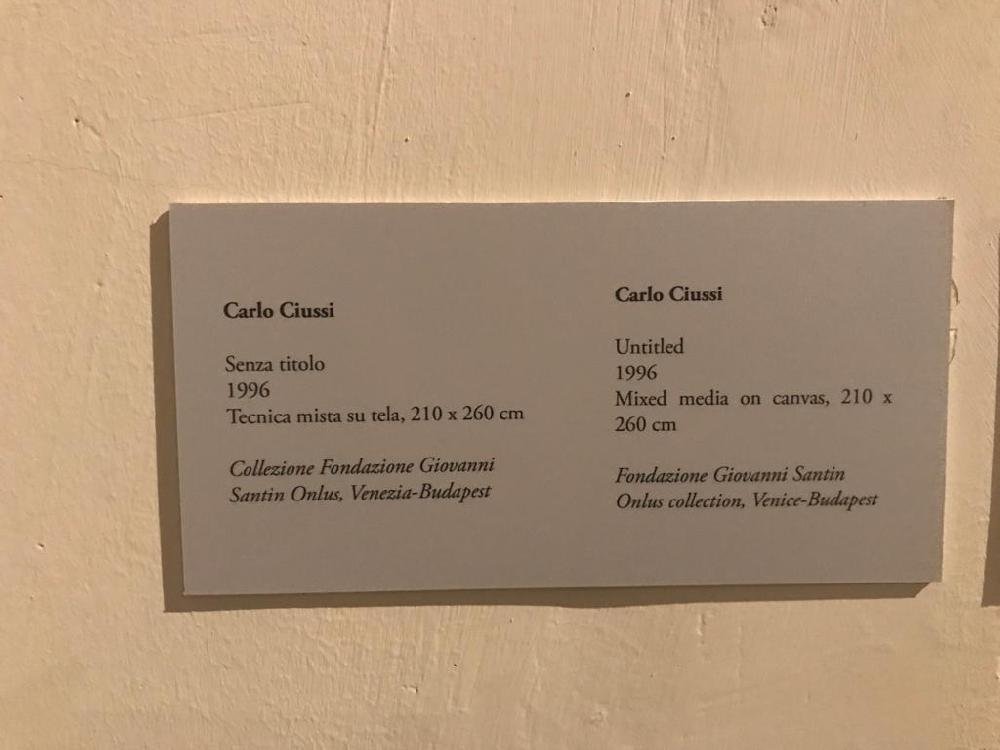 Carlo Ciussi
Senza titolo
1996
Tecnica mista su tela, 210 x 260 cm
Collezione Fondazione Giovanni
Santin Onlus, Venezia-Budapest
Carlo Ciussi
Untitled
1996
Mixed media on canvas, 210 x
260 cm
Fondazione Giovanni Santin
Onlus collection, Venice-Budapest